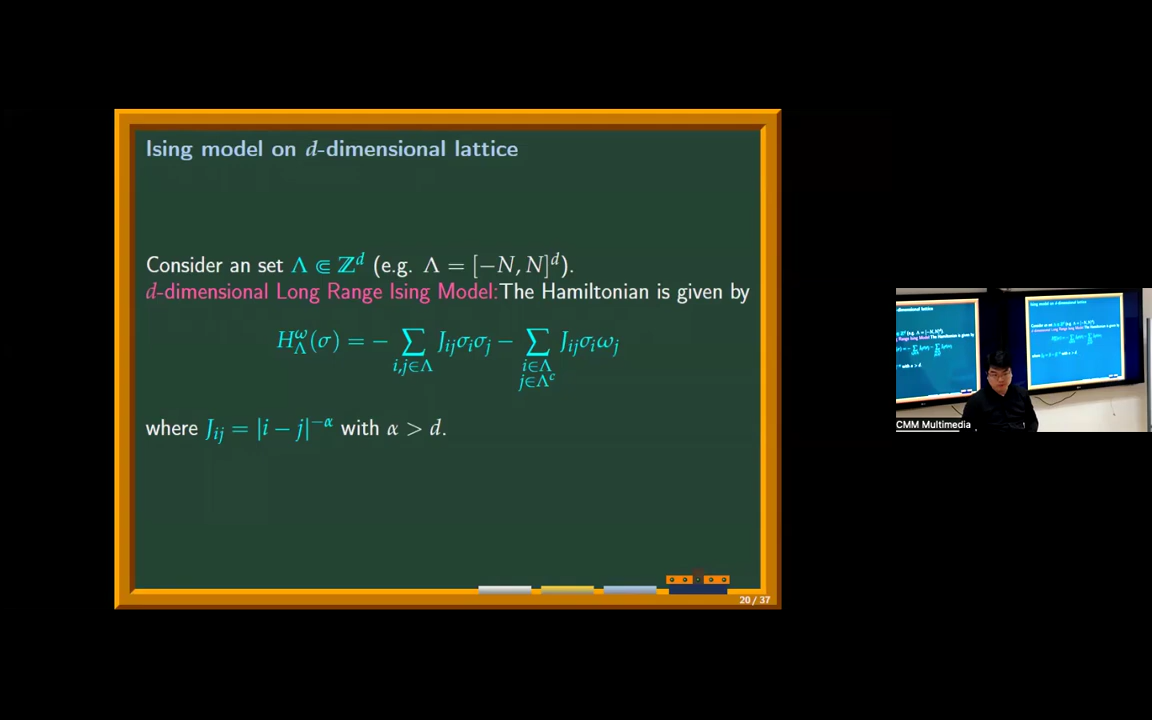 Ising model on d-dimensional lattice
Consider an set Λ ⋐ ℤ^d (e.g. Λ = [−N, N]^d).
d-dimensional Long Range Ising Model:The Hamiltonian is given by
H_Λ^ω(σ) = − ∑_{i,j∈Λ} J_{ij}σ_iσ_j − ∑_{i∈Λ, j∈Λ^c} J_{ij}σ_iω_j
where J_{ij} = |i − j|^{−α} with α > d.
20 / 37
CMM Multimedia